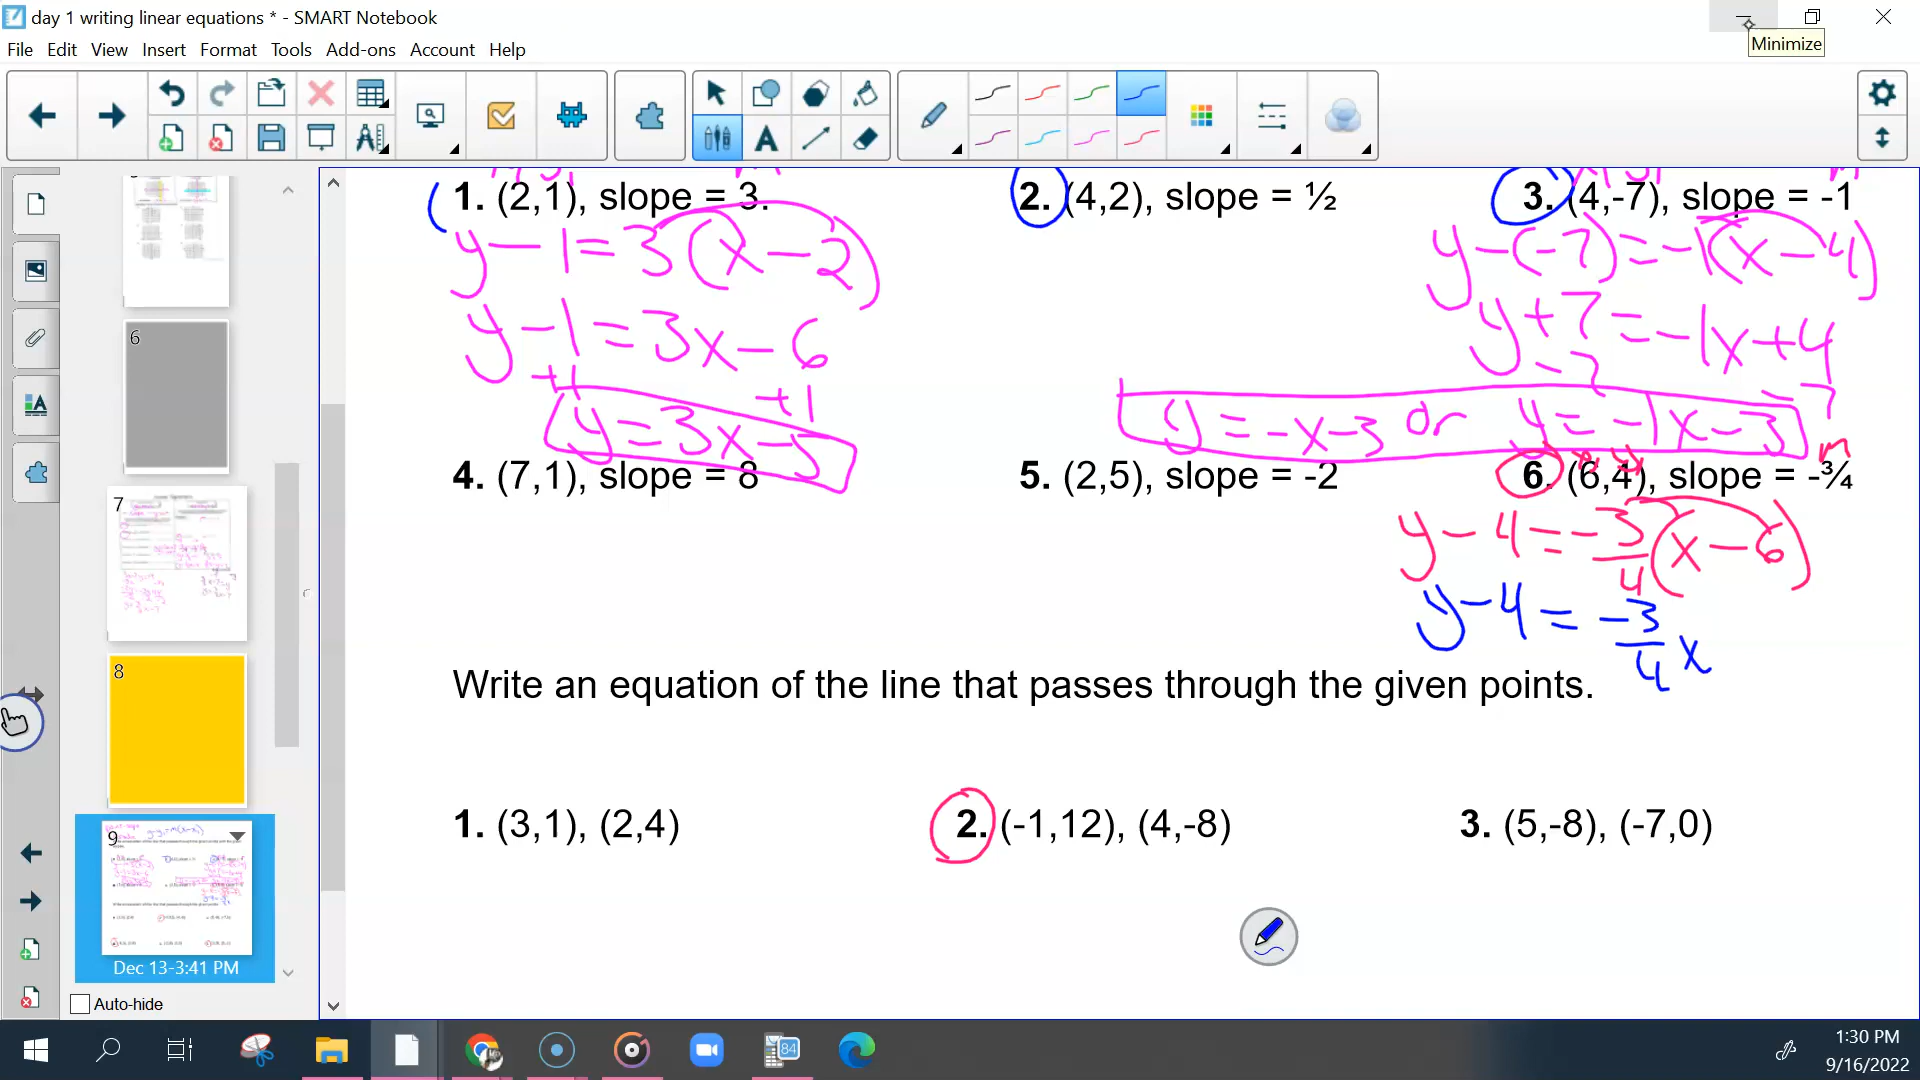 day 1 writing linear equations * - SMART Notebook
Minimize
File Edit View Insert Format Tools Add-ons Account Help
1. (2,1), slope = 3.
2. (4,2), slope = ½
3. (4,-7), slope = -1
y - 1 = 3(x - 2)
y - (-7) = -1(x - 4)
y - 1 = 3x - 6
y + 7 = -1x + 4
+1 +1
-7 -7
y = 3x - 5
y = -x - 3 or y = -1x - 3
x y m
4. (7,1), slope = 8
5. (2,5), slope = -2
6. (6,4), slope = -¾
y - 4 = -3/4(x - 6)
y - 4 = -3/4 x
Write an equation of the line that passes through the given points.
1. (3,1), (2,4)
2. (-1,12), (4,-8)
3. (5,-8), (-7,0)
6
7
8
9
Dec 13-3:41 PM
Auto-hide
84
1:30 PM
9/16/2022